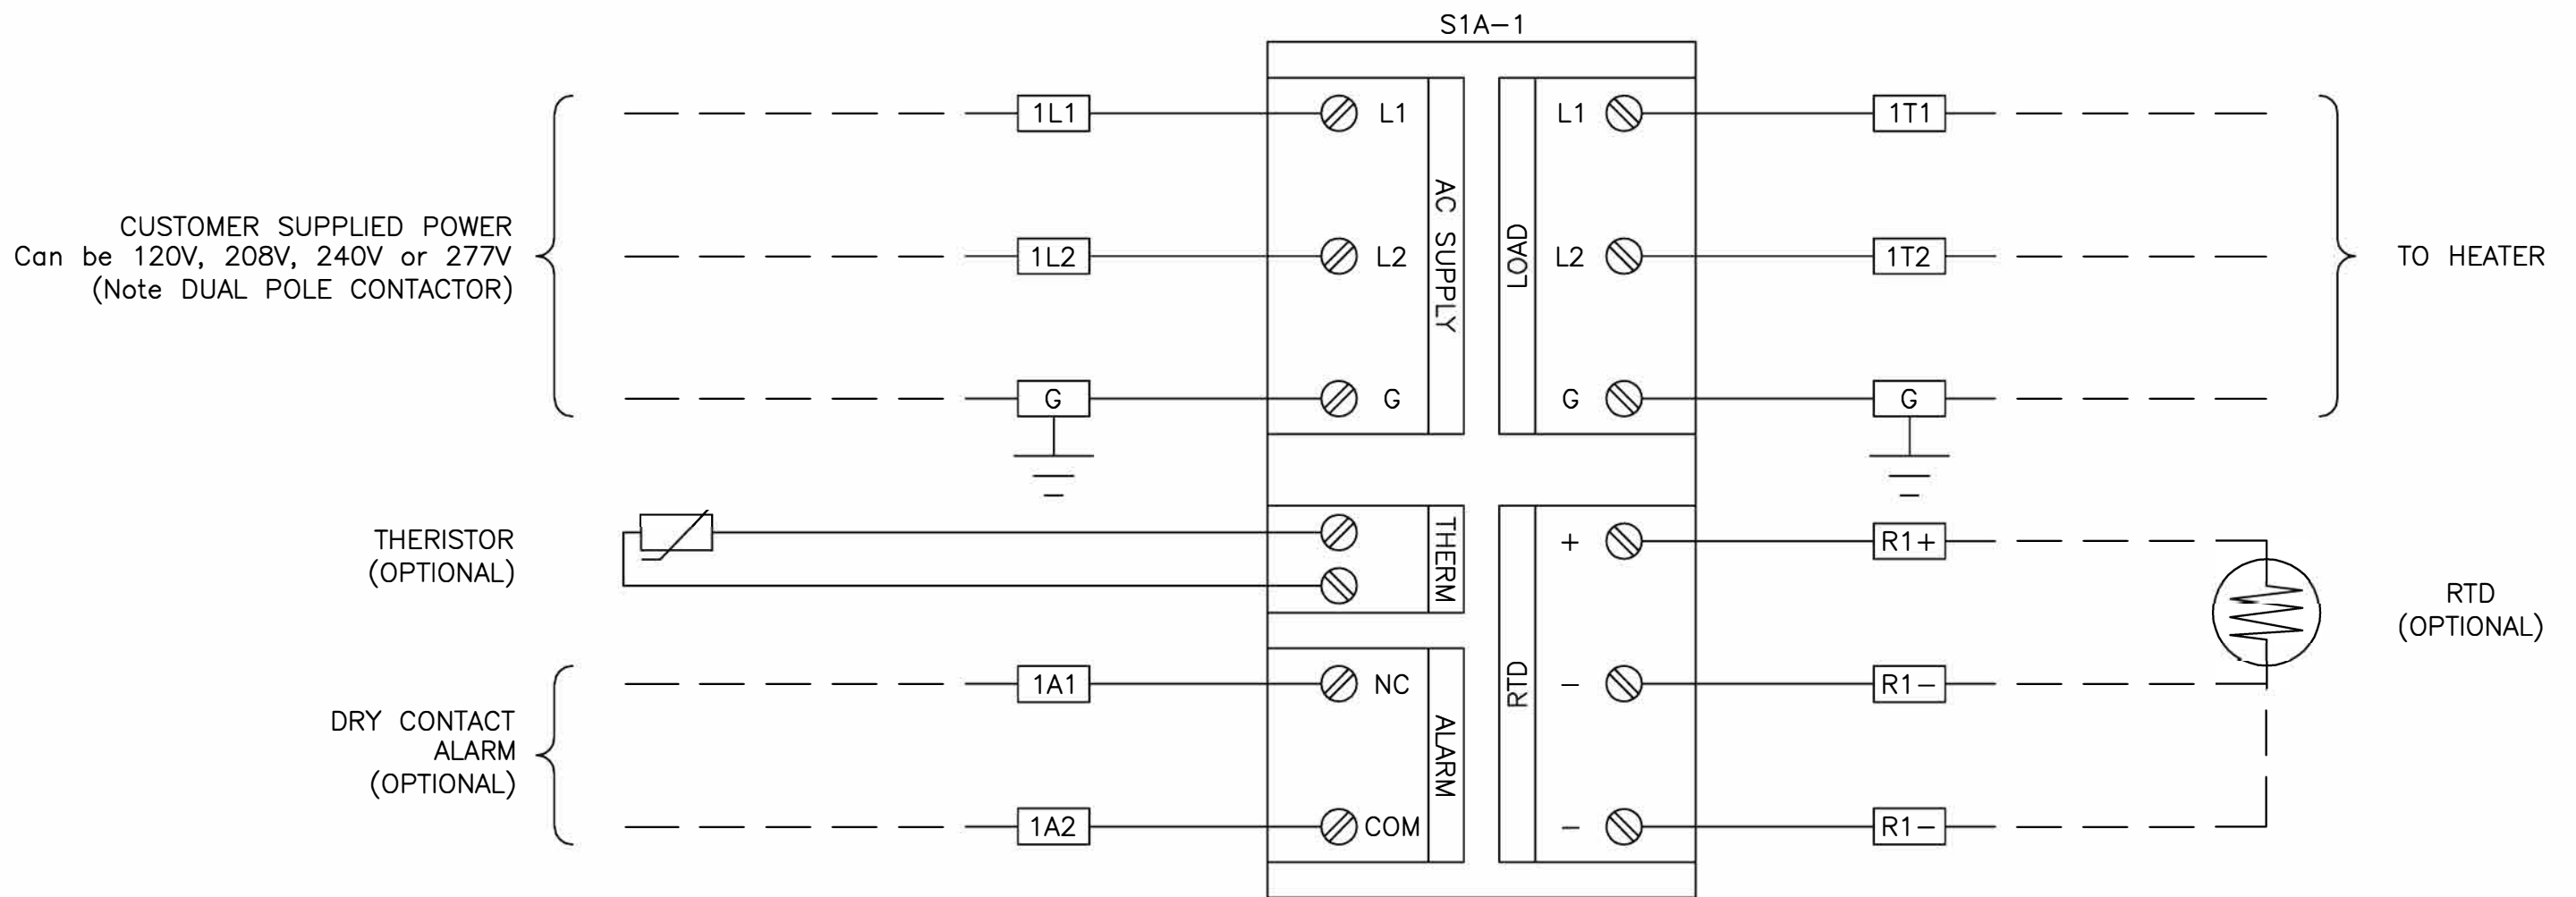 S1A-1
CUSTOMER SUPPLIED POWER
Can be 120V, 208V, 240V or 277V
(Note DUAL POLE CONTACTOR)
1L1
1L2
G
L1
L2
G
AC SUPPLY
LOAD
L1
L2
G
1T1
1T2
G
TO HEATER
THERISTOR
(OPTIONAL)
THERM
DRY CONTACT
ALARM
(OPTIONAL)
1A1
1A2
NC
COM
ALARM
RTD
+
-
-
R1+
R1-
R1-
RTD
(OPTIONAL)